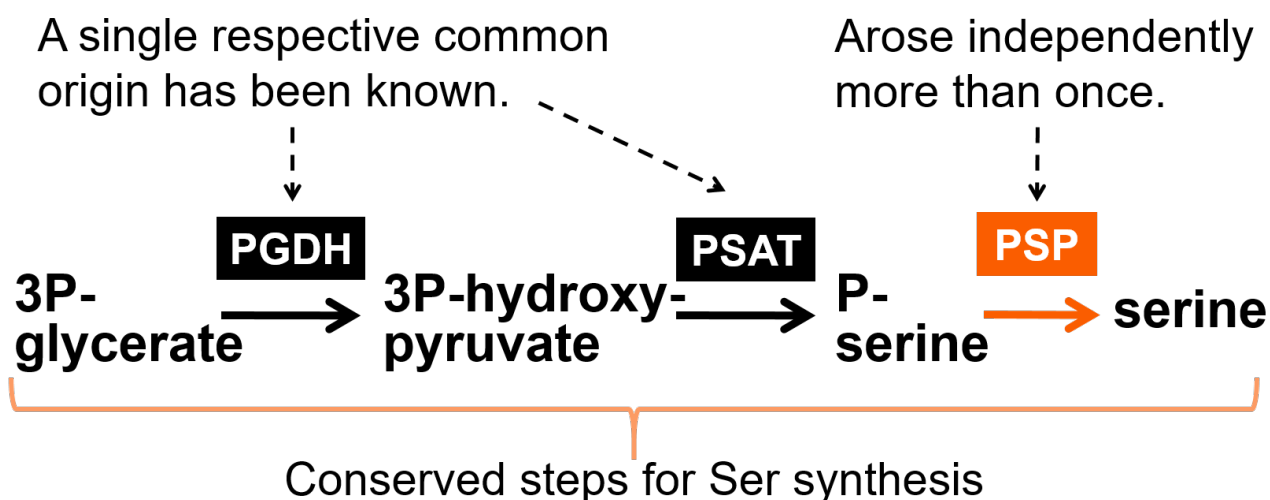 A single respective common
origin has been known.
Arose independently
more than once.
PGDH
PSAT
PSP
3P-
glycerate
3P-hydroxy-
pyruvate
P-
serine
serine
Conserved steps for Ser synthesis